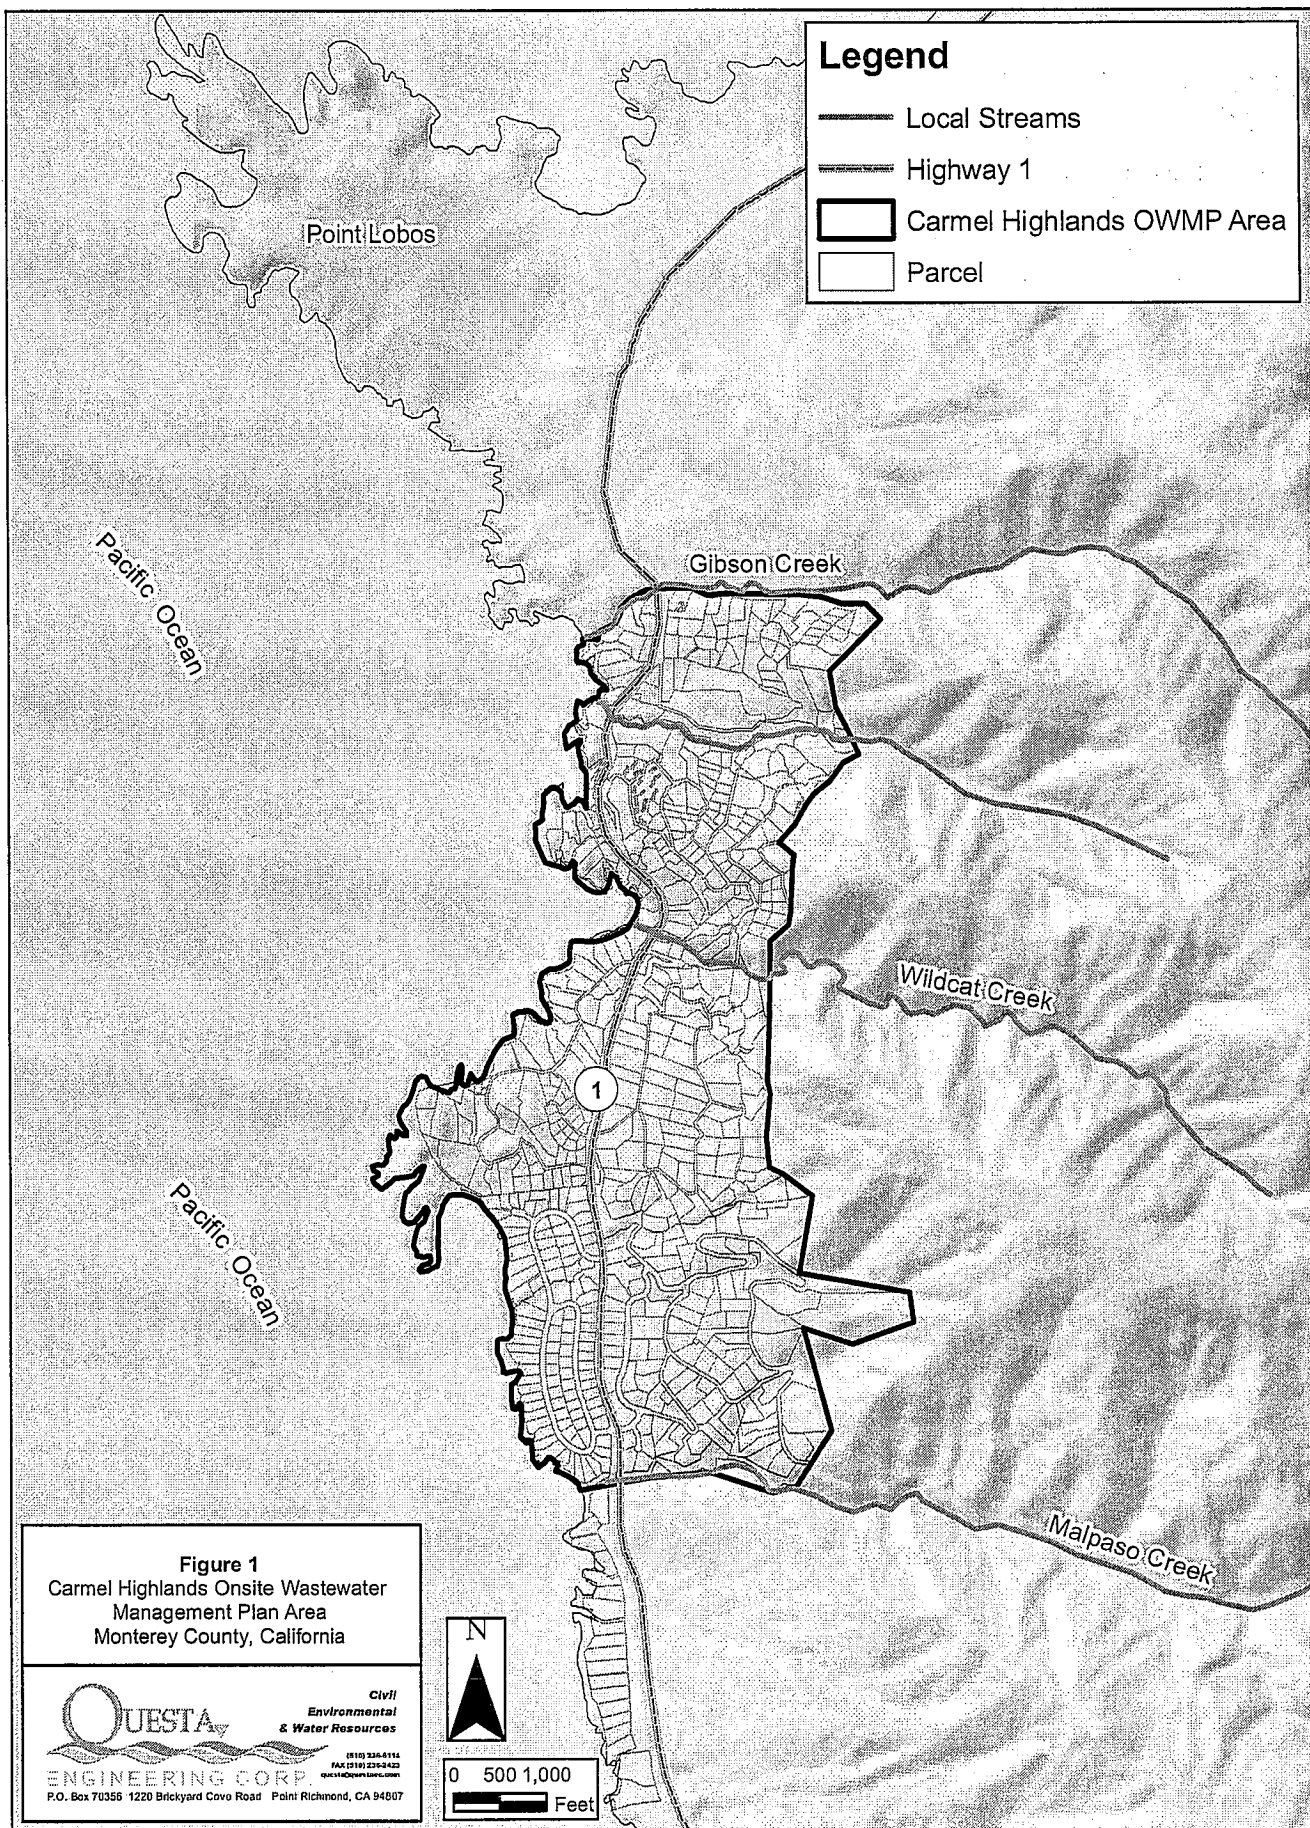 Legend
Local Streams
Highway 1
Carmel Highlands OWMP Area
Parcel
Point Lobos
Gibson Creek
Pacific Ocean
Wildcat Creek
1
Pacific Ocean
Malpaso Creek
Figure 1
Carmel Highlands Onsite Wastewater
Management Plan Area
Monterey County, California
QUESTA
ENGINEERING CORP.
Civil
Environmental
& Water Resources
P.O. Box 70356 1220 Brickyard Cove Road Point Richmond, CA 94807
N
0 500 1,000
Feet